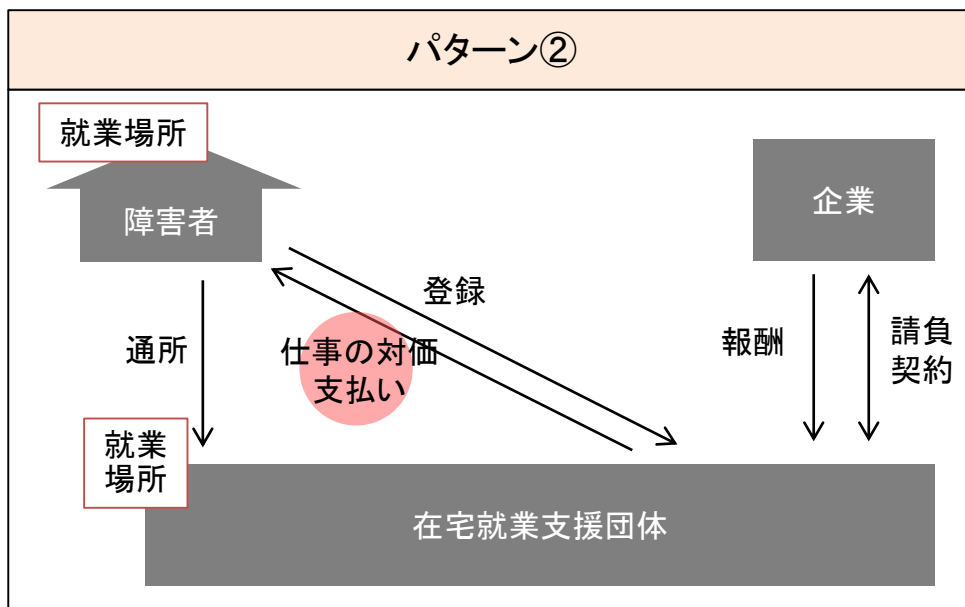 パターン②
就業場所
障害者
企業
登録
通所
仕事の対価
支払い
報酬
請負
契約
就業
場所
在宅就業支援団体